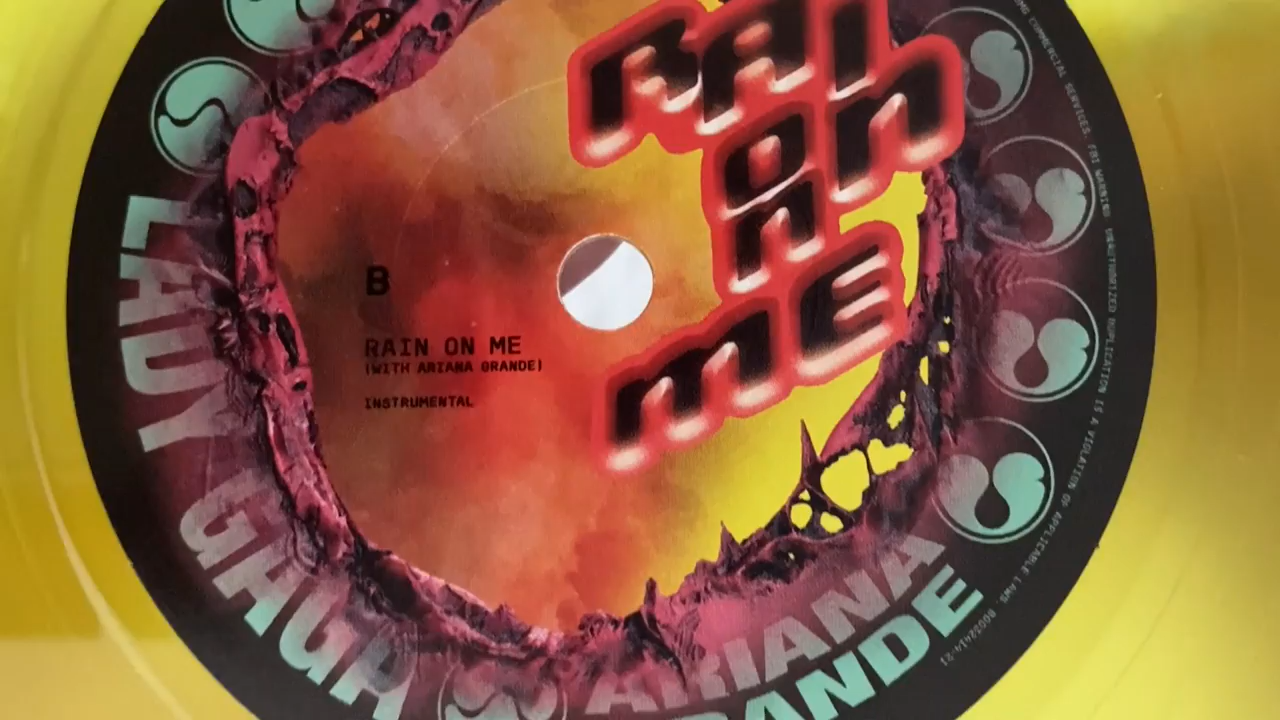 RAIN
ON
ME
B
RAIN ON ME
(WITH ARIANA GRANDE)
INSTRUMENTAL
LADY GAGA
ARIANA
GRANDE
COMMERCIAL SERVICES. FBI WARNING: UNAUTHORIZED DUPLICATION IS A VIOLATION OF APPLICABLE LAWS.